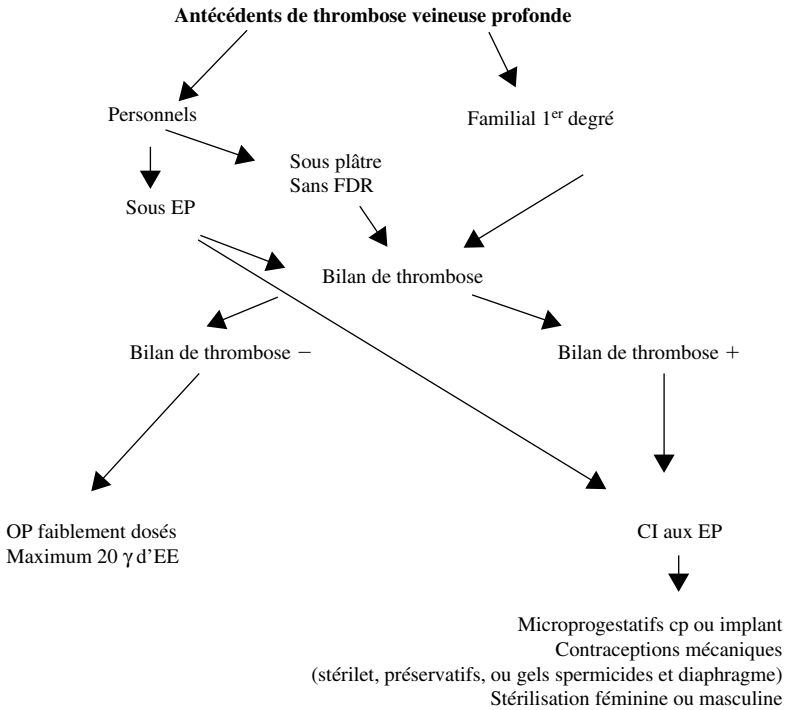 Antécédents de thrombose veineuse profonde
Personnels
Familial 1er degré
Sous plâtre
Sans FDR
Sous EP
Bilan de thrombose
Bilan de thrombose −
Bilan de thrombose +
OP faiblement dosés
Maximum 20 γ d’EE
CI aux EP
Microprogestatifs cp ou implant
Contraceptions mécaniques
(stérilet, préservatifs, ou gels spermicides et diaphragme)
Stérilisation féminine ou masculine